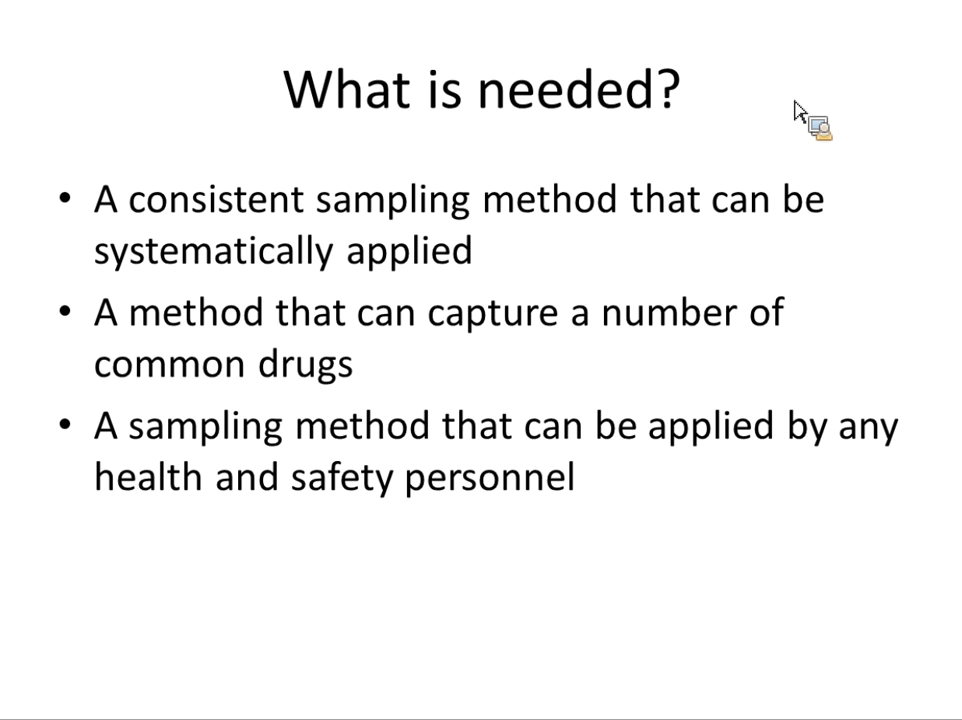 What is needed?
• A consistent sampling method that can be
systematically applied
• A method that can capture a number of
common drugs
• A sampling method that can be applied by any
health and safety personnel